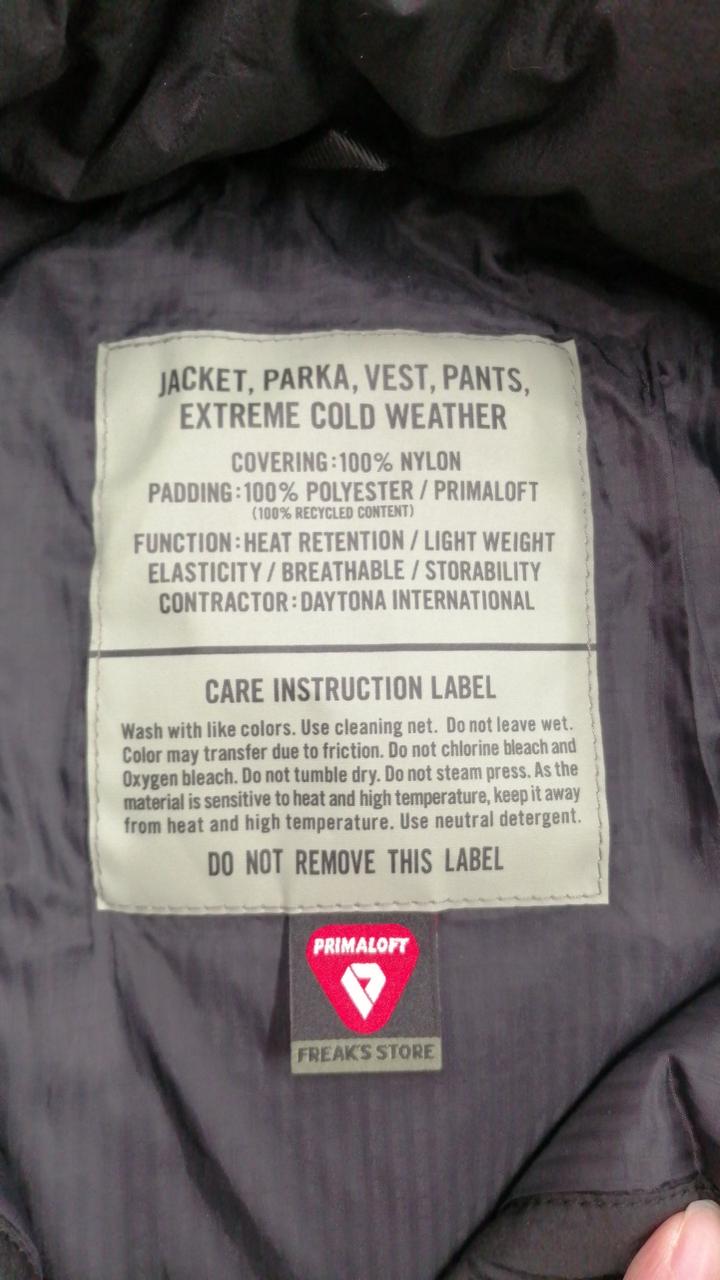 JACKET, PARKA, VEST, PANTS,
EXTREME COLD WEATHER
COVERING:100% NYLON
PADDING:100% POLYESTER / PRIMALOFT
(100% RECYCLED CONTENT)
FUNCTION:HEAT RETENTION / LIGHT WEIGHT
ELASTICITY / BREATHABLE / STORABILITY
CONTRACTOR:DAYTONA INTERNATIONAL
CARE INSTRUCTION LABEL
Wash with like colors. Use cleaning net. Do not leave wet.
Color may transfer due to friction. Do not chlorine bleach and
Oxygen bleach. Do not tumble dry. Do not steam press. As the
material is sensitive to heat and high temperature, keep it away
from heat and high temperature. Use neutral detergent.
DO NOT REMOVE THIS LABEL
PRIMALOFT
FREAK'S STORE